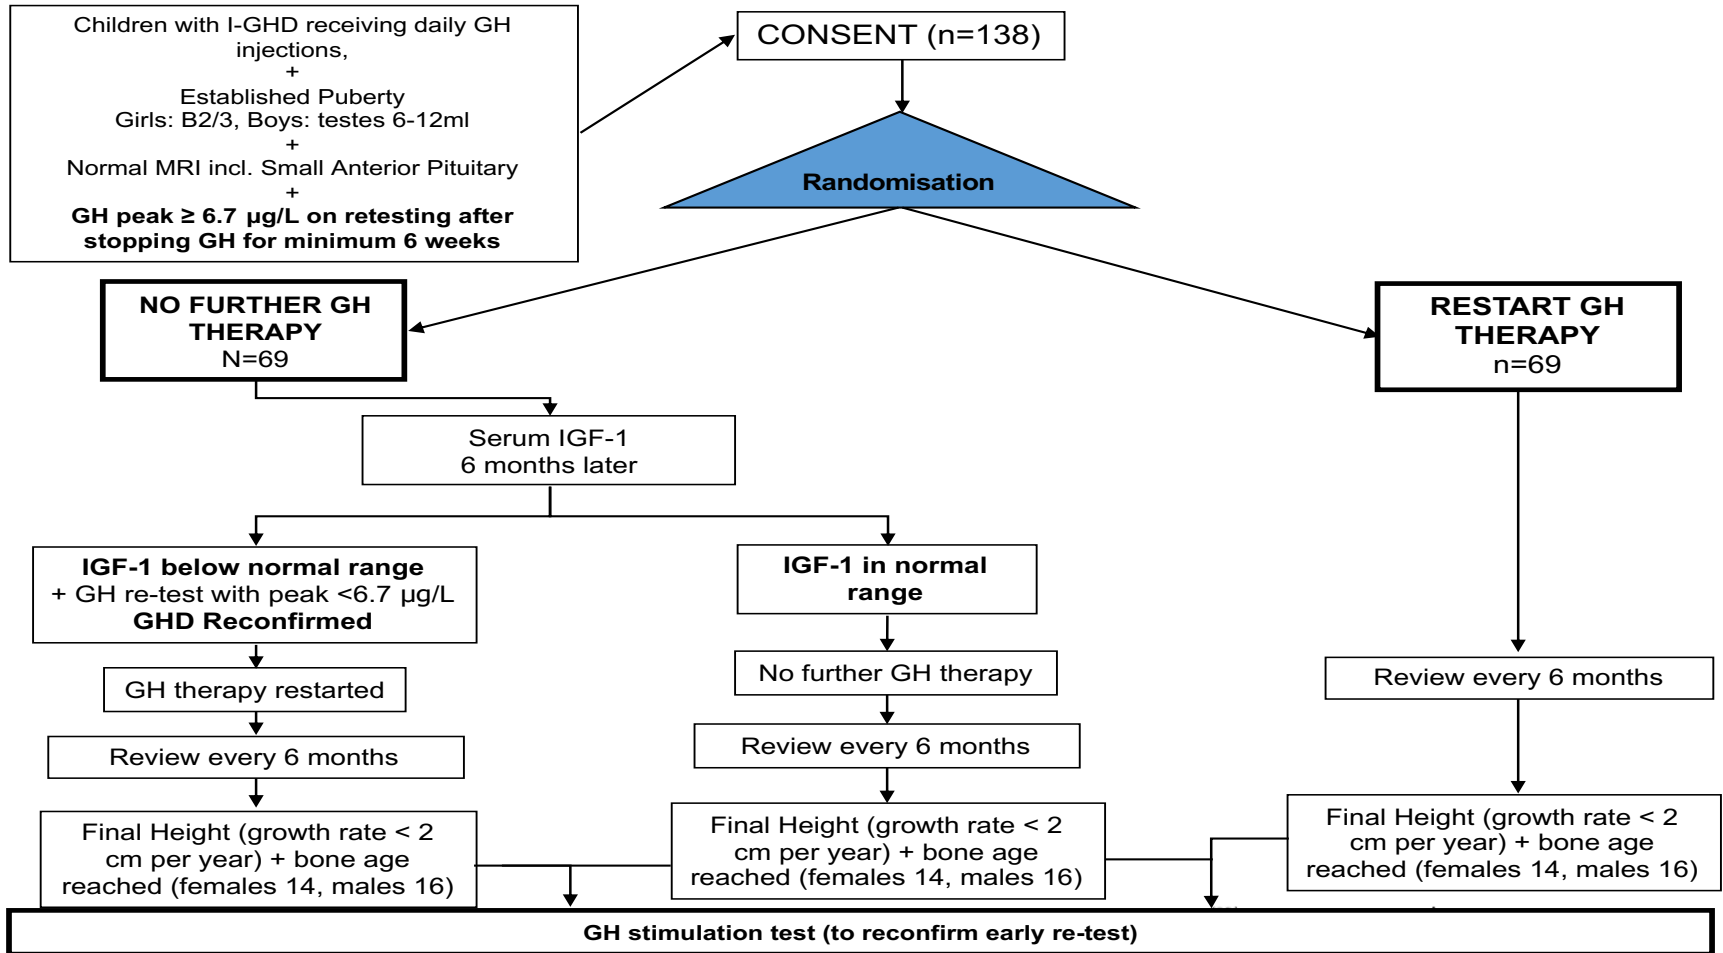 Children with I-GHD receiving daily GH
injections,
+
Established Puberty
Girls: B2/3, Boys: testes 6-12ml
+
Normal MRI incl. Small Anterior Pituitary
+
GH peak ≥ 6.7 µg/L on retesting after
stopping GH for minimum 6 weeks
CONSENT (n=138)
Randomisation
NO FURTHER GH
THERAPY
N=69
RESTART GH
THERAPY
n=69
Serum IGF-1
6 months later
IGF-1 below normal range
+ GH re-test with peak <6.7 µg/L
GHD Reconfirmed
IGF-1 in normal
range
GH therapy restarted
No further GH therapy
Review every 6 months
Review every 6 months
Review every 6 months
Final Height (growth rate < 2
cm per year) + bone age
reached (females 14, males 16)
Final Height (growth rate < 2
cm per year) + bone age
reached (females 14, males 16)
Final Height (growth rate < 2
cm per year) + bone age
reached (females 14, males 16)
GH stimulation test (to reconfirm early re-test)